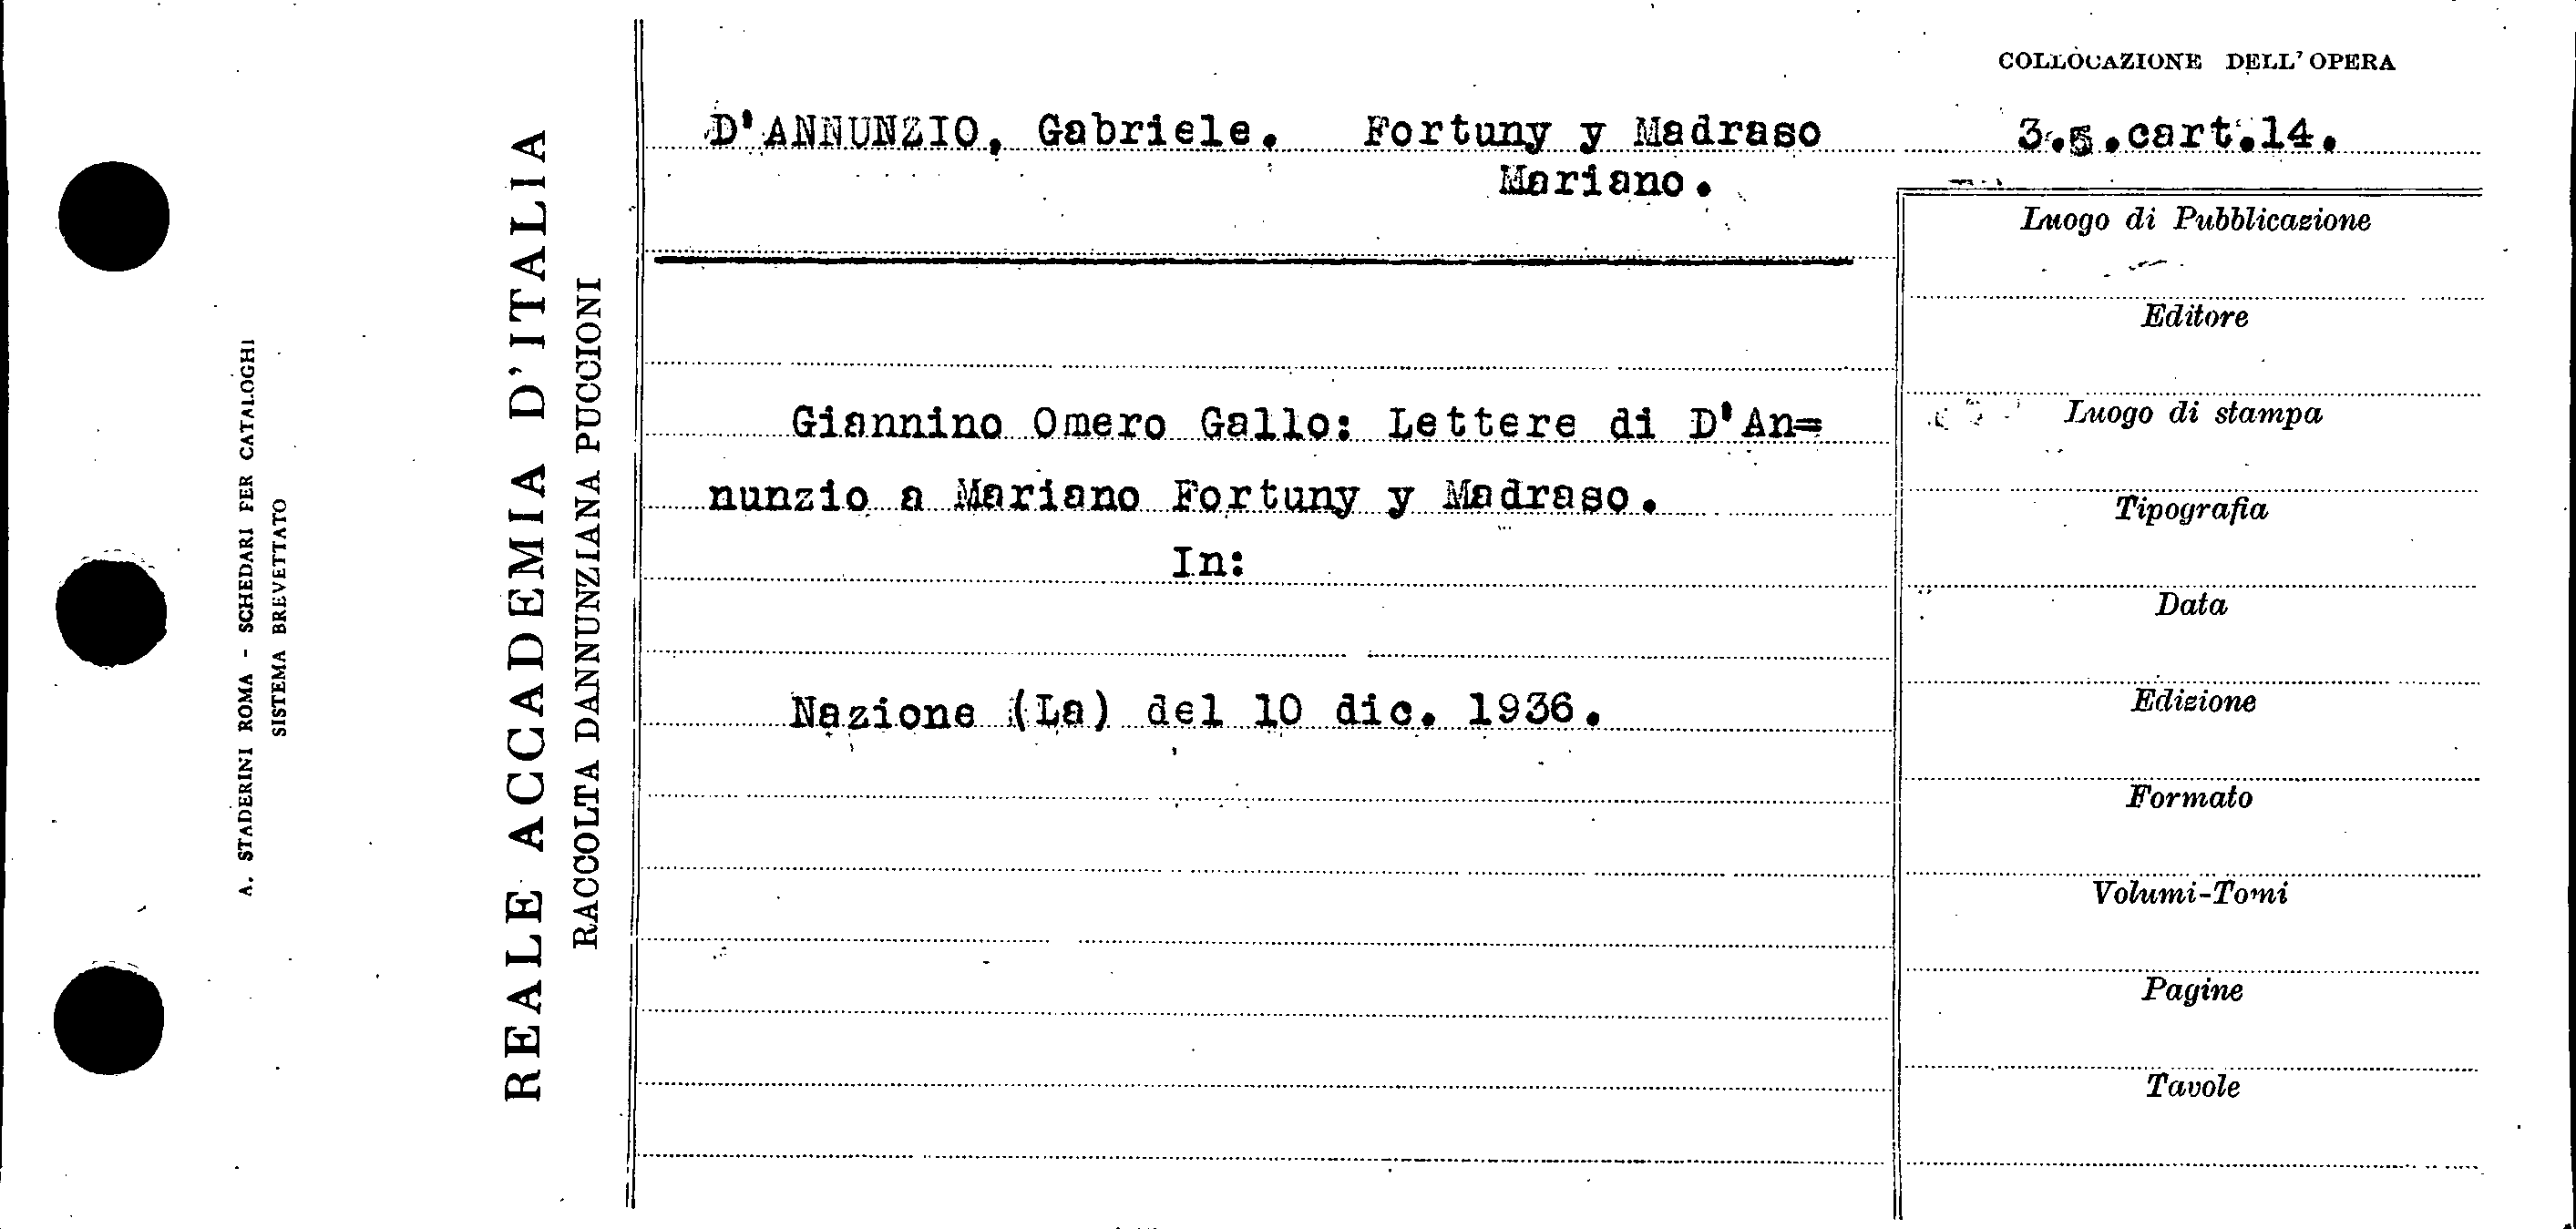 A. STADERINI ROMA - SCHEDARI PER CATALOGHI
SISTEMA BREVETTATO
REALE ACCADEMIA D'ITALIA
RACCOLTA DANNUNZIANA PUCCIONI
D'ANNUNZIO, Gabriele. Fortuny y Madraso
Mariano.
Giannino Omero Gallo: Lettere di D'An=
nunzio a Mariano Fortuny y Madraso.
In:
Nazione (La) del 10 dic. 1936.
COLLOCAZIONE DELL'OPERA
3.5.cart.14.
Luogo di Pubblicazione
Editore
Luogo di stampa
Tipografia
Data
Edizione
Formato
Volumi-Tomi
Pagine
Tavole